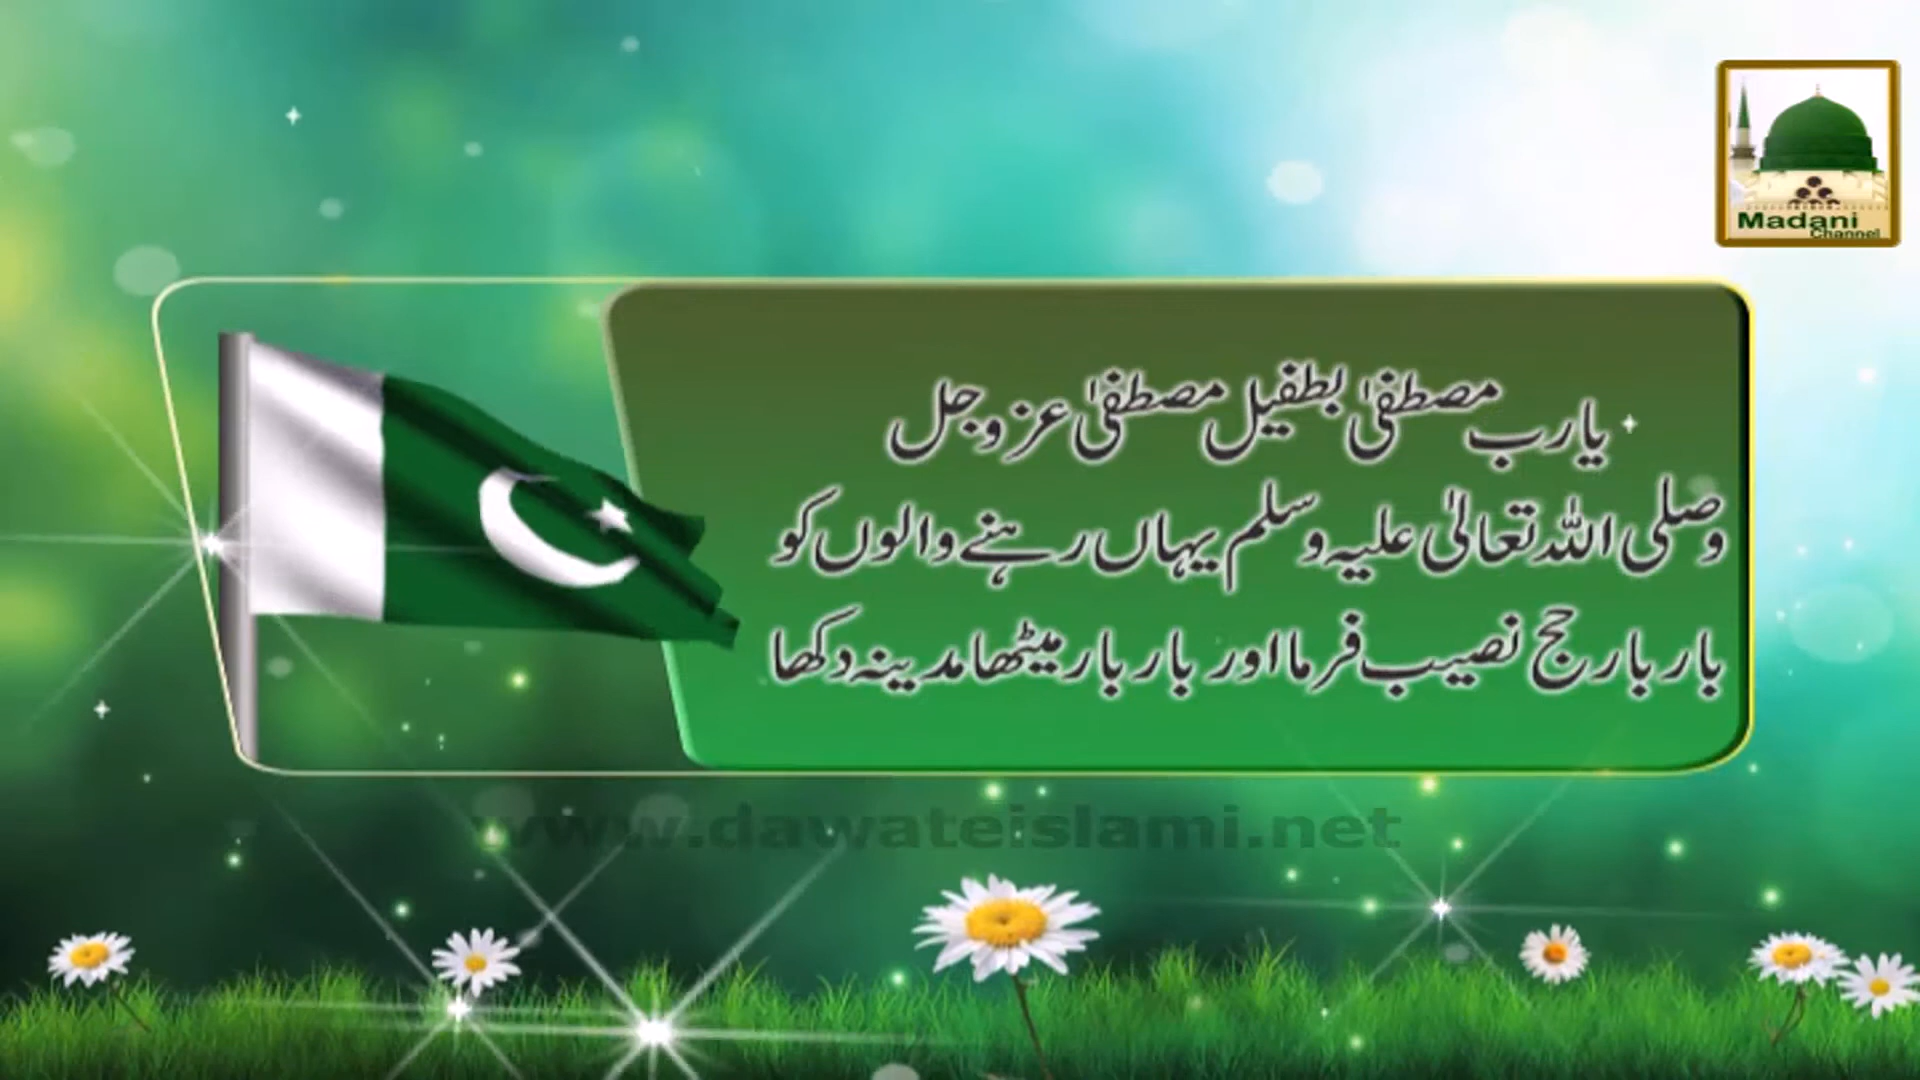 Madani
Channel
یارب مصطفیٰ بطفیل مصطفیٰ عزوجل
وصلی اللہ تعالیٰ علیہ وسلم یہاں رہنے والوں کو
بار بار حج نصیب فرما اور بار بار میٹھا مدینہ دکھا
www.dawateislami.net